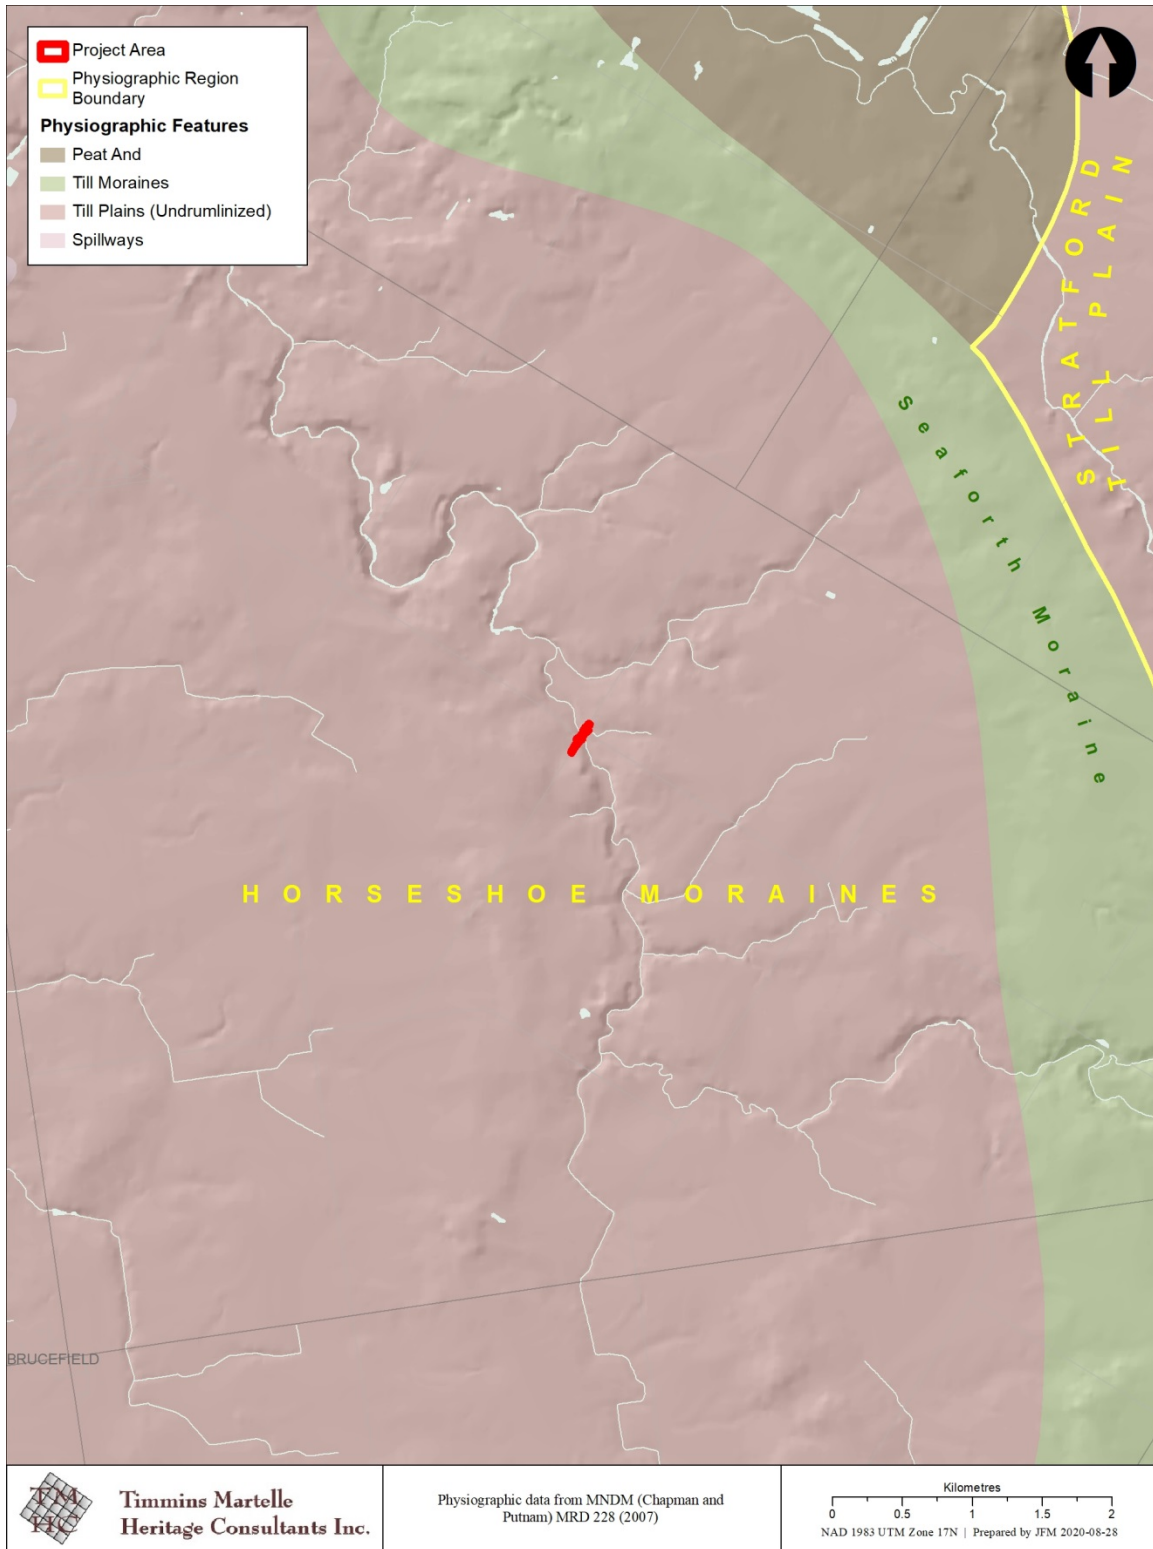 Project Area
Physiographic Region
Boundary
Physiographic Features
Peat And
Till Moraines
Till Plains (Undrumlinized)
Spillways
STRATFORD
TILL PLAIN
Seaforth Moraine
HORSESHOE MORAINES
BRUCEFIELD
TM
HC
Timmins Martelle
Heritage Consultants Inc.
Physiographic data from MNDM (Chapman and
Putnam) MRD 228 (2007)
Kilometres
0 0.5 1 1.5 2
NAD 1983 UTM Zone 17N | Prepared by JFM 2020-08-28